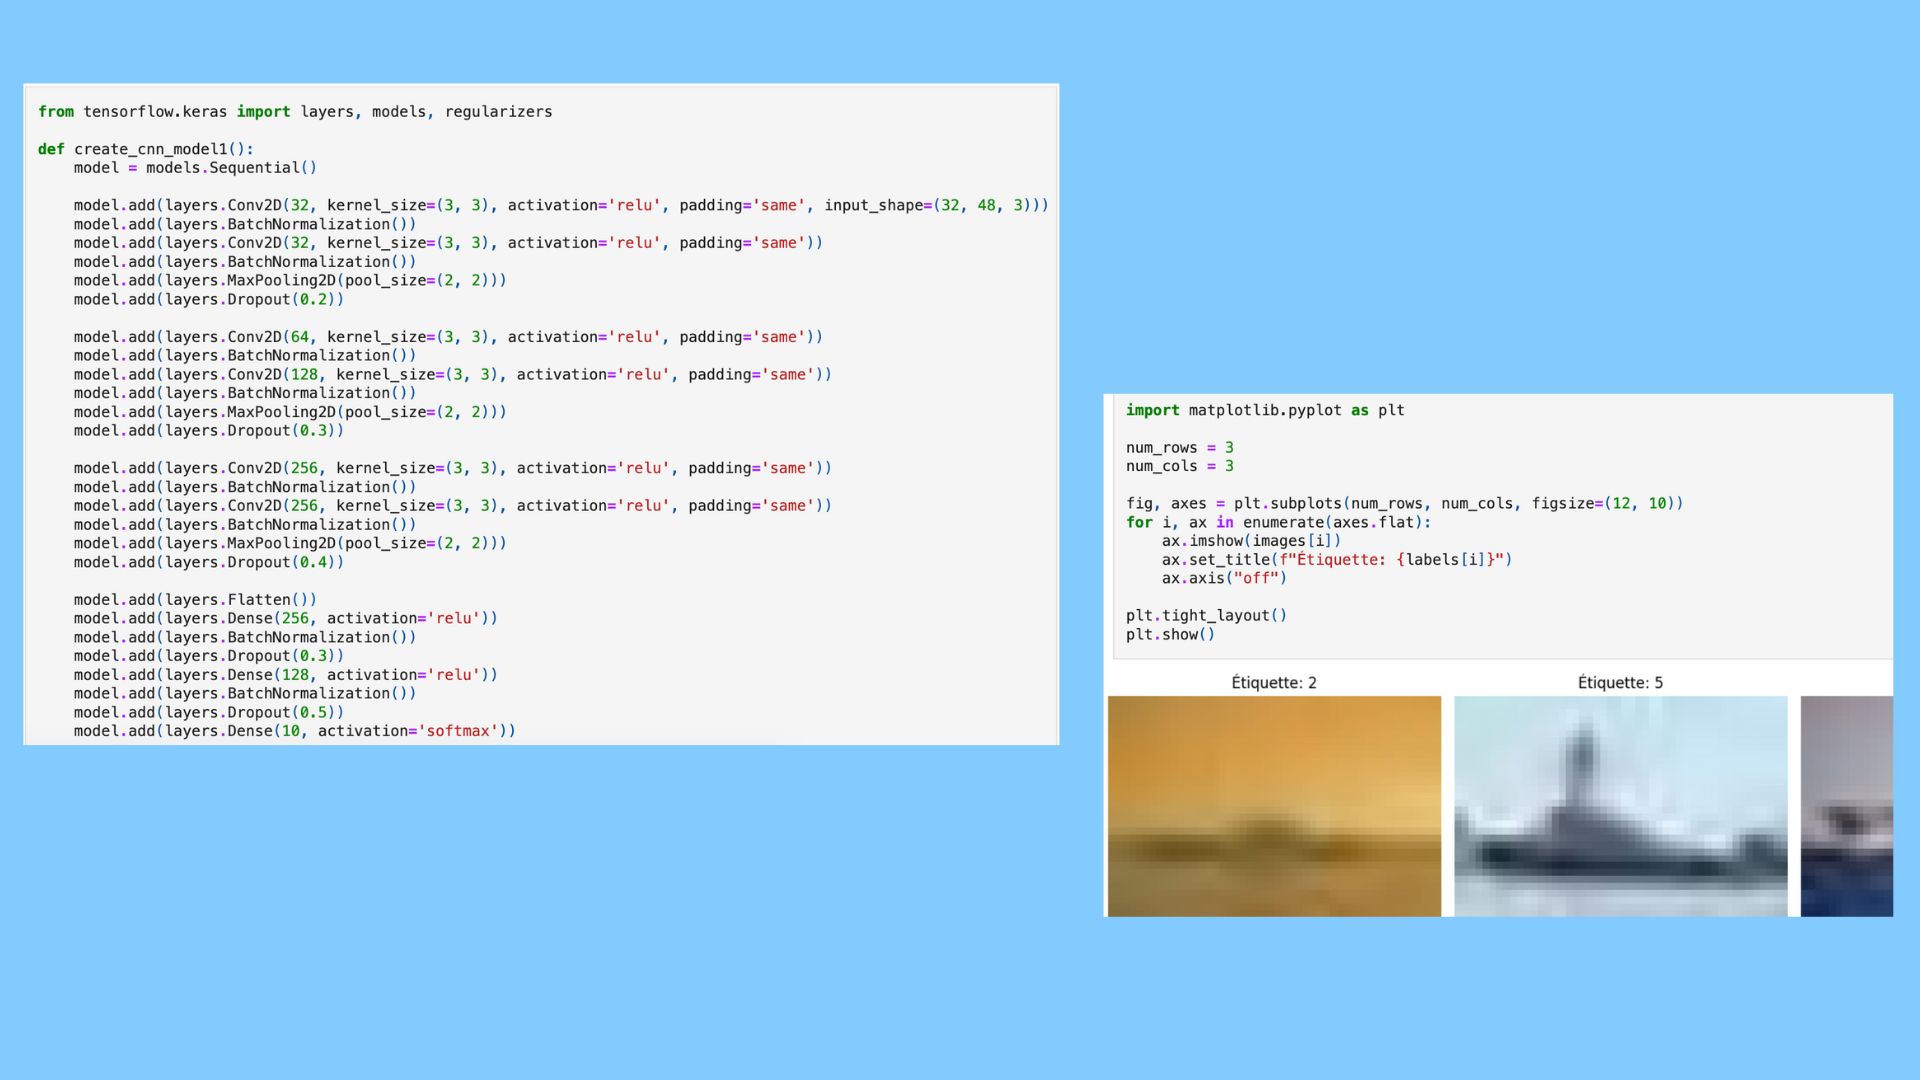 from tensorflow.keras import layers, models, regularizers
def create_cnn_model1():
    model = models.Sequential()
    model.add(layers.Conv2D(32, kernel_size=(3, 3), activation='relu', padding='same', input_shape=(32, 48, 3)))
    model.add(layers.BatchNormalization())
    model.add(layers.Conv2D(32, kernel_size=(3, 3), activation='relu', padding='same'))
    model.add(layers.BatchNormalization())
    model.add(layers.MaxPooling2D(pool_size=(2, 2)))
    model.add(layers.Dropout(0.2))
    model.add(layers.Conv2D(64, kernel_size=(3, 3), activation='relu', padding='same'))
    model.add(layers.BatchNormalization())
    model.add(layers.Conv2D(128, kernel_size=(3, 3), activation='relu', padding='same'))
    model.add(layers.BatchNormalization())
    model.add(layers.MaxPooling2D(pool_size=(2, 2)))
    model.add(layers.Dropout(0.3))
    model.add(layers.Conv2D(256, kernel_size=(3, 3), activation='relu', padding='same'))
    model.add(layers.BatchNormalization())
    model.add(layers.Conv2D(256, kernel_size=(3, 3), activation='relu', padding='same'))
    model.add(layers.BatchNormalization())
    model.add(layers.MaxPooling2D(pool_size=(2, 2)))
    model.add(layers.Dropout(0.4))
    model.add(layers.Flatten())
    model.add(layers.Dense(256, activation='relu'))
    model.add(layers.BatchNormalization())
    model.add(layers.Dropout(0.3))
    model.add(layers.Dense(128, activation='relu'))
    model.add(layers.BatchNormalization())
    model.add(layers.Dropout(0.5))
    model.add(layers.Dense(10, activation='softmax'))
import matplotlib.pyplot as plt
num_rows = 3
num_cols = 3
fig, axes = plt.subplots(num_rows, num_cols, figsize=(12, 10))
for i, ax in enumerate(axes.flat):
    ax.imshow(images[i])
    ax.set_title(f"Étiquette: {labels[i]}")
    ax.axis("off")
plt.tight_layout()
plt.show()
Étiquette: 2
Étiquette: 5